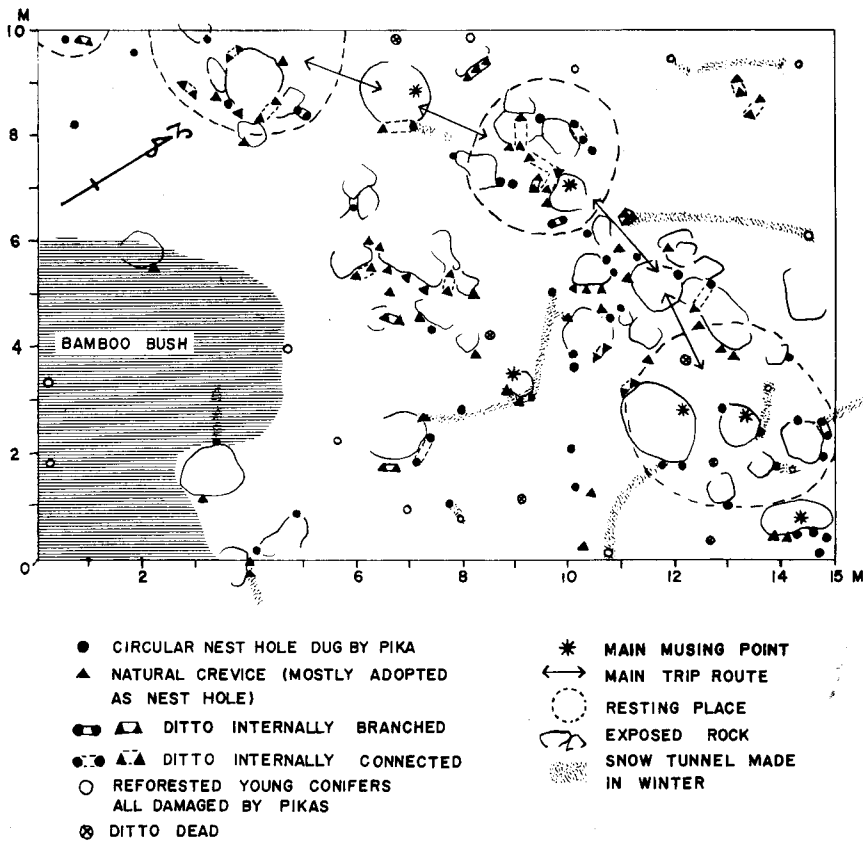 M
10
8
6
4
2
0
N
BAMBOO BUSH
2 4 6 8 10 12 14 15 M
CIRCULAR NEST HOLE DUG BY PIKA
NATURAL CREVICE (MOSTLY ADOPTED
AS NEST HOLE)
DITTO INTERNALLY BRANCHED
DITTO INTERNALLY CONNECTED
REFORESTED YOUNG CONIFERS
ALL DAMAGED BY PIKAS
DITTO DEAD
MAIN MUSING POINT
MAIN TRIP ROUTE
RESTING PLACE
EXPOSED ROCK
SNOW TUNNEL MADE
IN WINTER